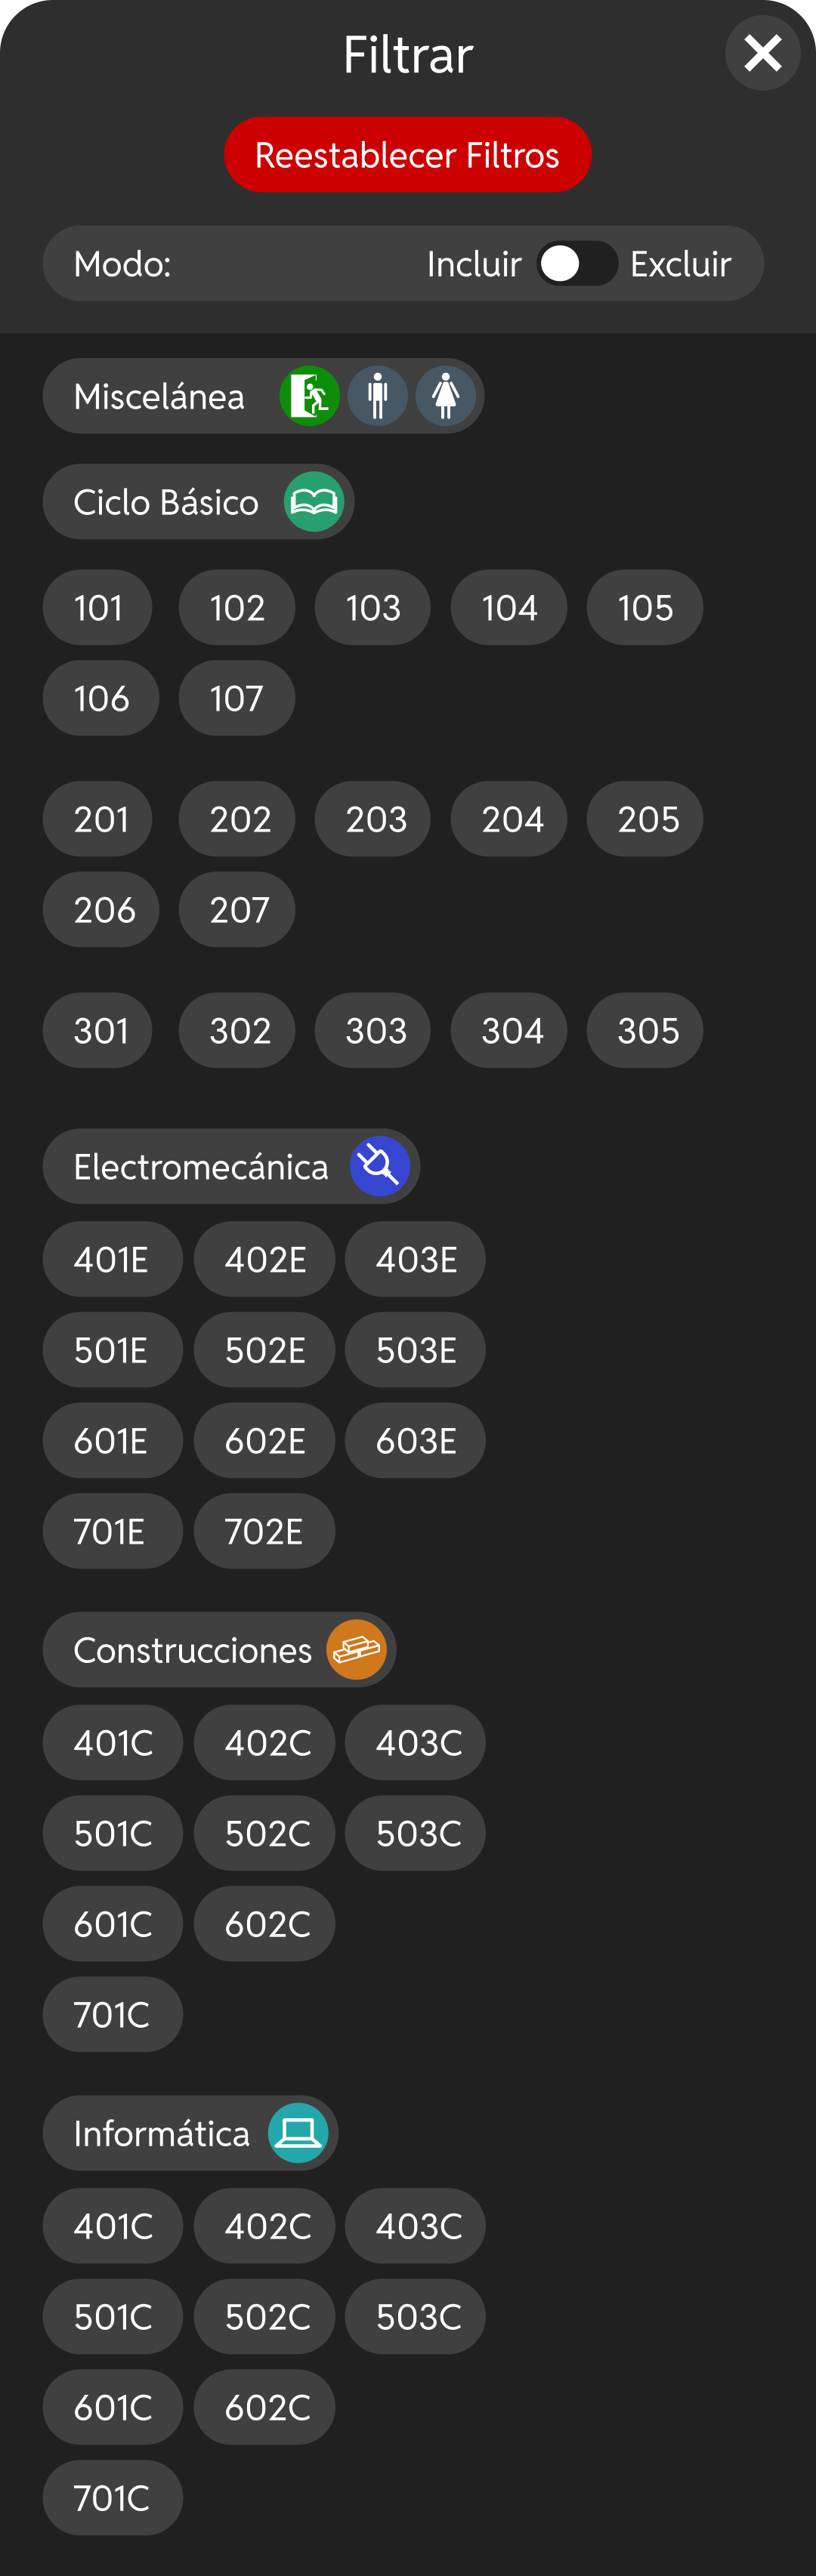 Filtrar
Reestablecer Filtros
Modo: Incluir Excluir
Miscelánea
Ciclo Básico
101 102 103 104 105
106 107
201 202 203 204 205
206 207
301 302 303 304 305
Electromecánica
401E 402E 403E
501E 502E 503E
601E 602E 603E
701E 702E
Construcciones
401C 402C 403C
501C 502C 503C
601C 602C
701C
Informática
401C 402C 403C
501C 502C 503C
601C 602C
701C